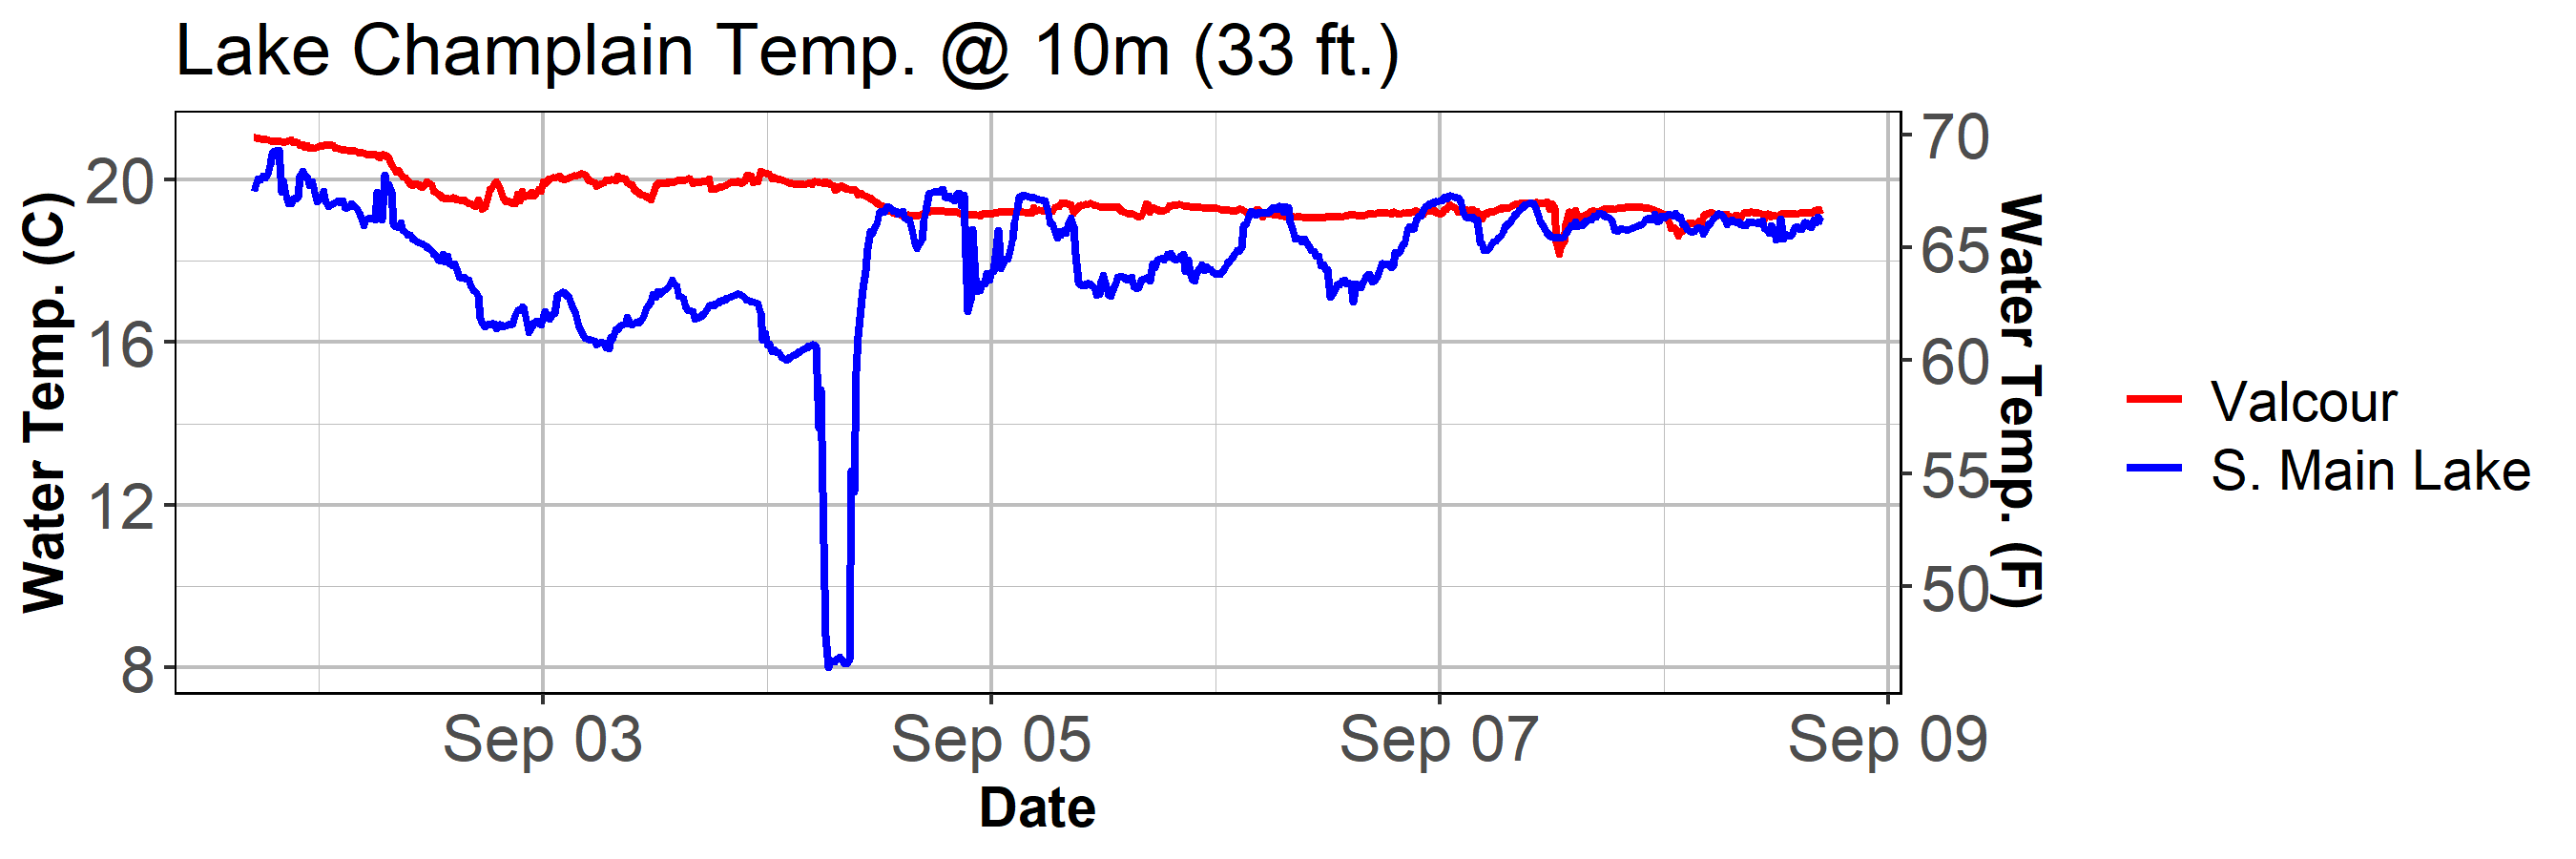 Lake Champlain Temp. @ 10m (33 ft.)
Water Temp. (C)
20
16
12
8
70
65
60
55
50
Water Temp. (F)
Sep 03
Sep 05
Sep 07
Sep 09
Date
Valcour
S. Main Lake